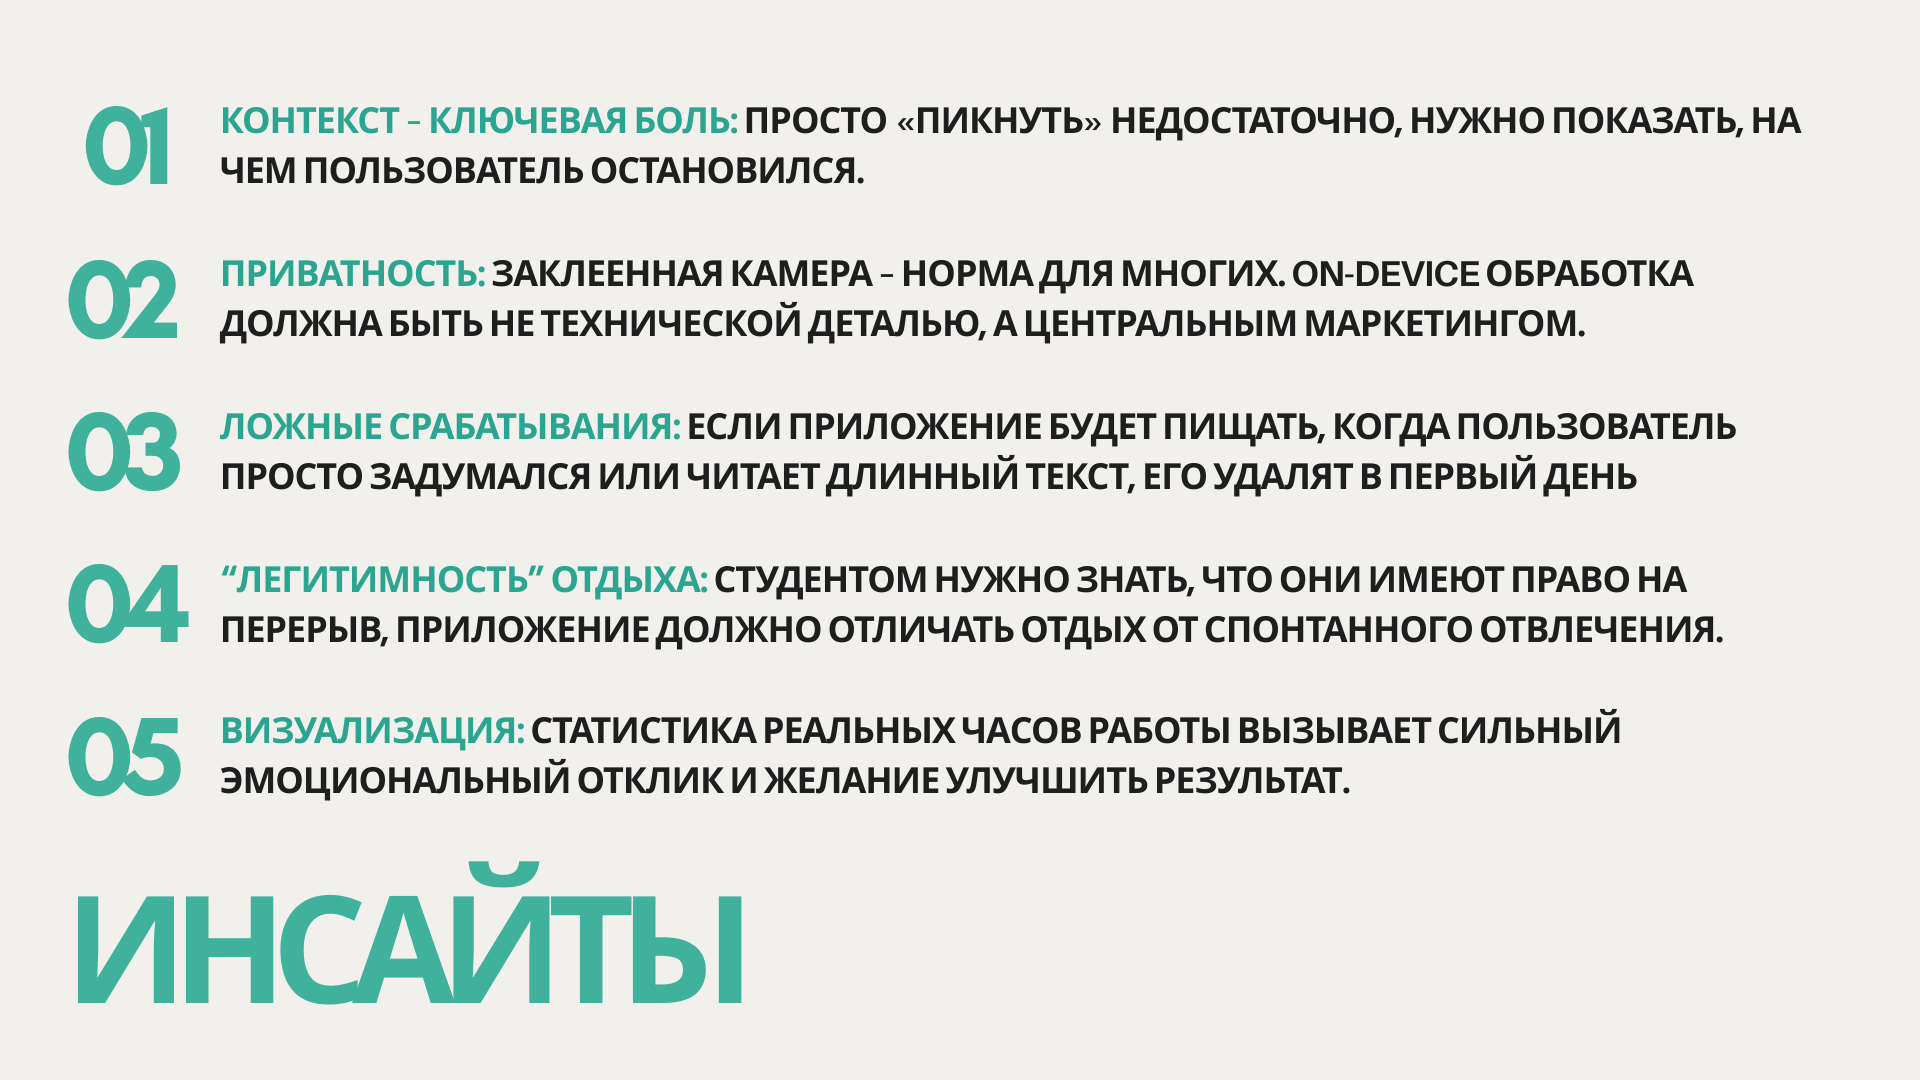 01
КОНТЕКСТ – КЛЮЧЕВАЯ БОЛЬ: ПРОСТО «ПИКНУТЬ» НЕДОСТАТОЧНО, НУЖНО ПОКАЗАТЬ, НА
ЧЕМ ПОЛЬЗОВАТЕЛЬ ОСТАНОВИЛСЯ.
02
ПРИВАТНОСТЬ: ЗАКЛЕЕННАЯ КАМЕРА – НОРМА ДЛЯ МНОГИХ. ON-DEVICE ОБРАБОТКА
ДОЛЖНА БЫТЬ НЕ ТЕХНИЧЕСКОЙ ДЕТАЛЬЮ, А ЦЕНТРАЛЬНЫМ МАРКЕТИНГОМ.
03
ЛОЖНЫЕ СРАБАТЫВАНИЯ: ЕСЛИ ПРИЛОЖЕНИЕ БУДЕТ ПИЩАТЬ, КОГДА ПОЛЬЗОВАТЕЛЬ
ПРОСТО ЗАДУМАЛСЯ ИЛИ ЧИТАЕТ ДЛИННЫЙ ТЕКСТ, ЕГО УДАЛЯТ В ПЕРВЫЙ ДЕНЬ
04
“ЛЕГИТИМНОСТЬ” ОТДЫХА: СТУДЕНТОМ НУЖНО ЗНАТЬ, ЧТО ОНИ ИМЕЮТ ПРАВО НА
ПЕРЕРЫВ, ПРИЛОЖЕНИЕ ДОЛЖНО ОТЛИЧАТЬ ОТДЫХ ОТ СПОНТАННОГО ОТВЛЕЧЕНИЯ.
05
ВИЗУАЛИЗАЦИЯ: СТАТИСТИКА РЕАЛЬНЫХ ЧАСОВ РАБОТЫ ВЫЗЫВАЕТ СИЛЬНЫЙ
ЭМОЦИОНАЛЬНЫЙ ОТКЛИК И ЖЕЛАНИЕ УЛУЧШИТЬ РЕЗУЛЬТАТ.
ИНСАЙТЫ